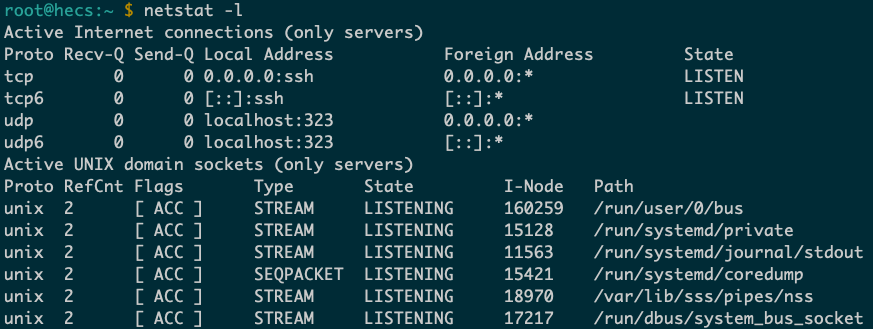 root@hecs:~ $ netstat -l
Active Internet connections (only servers)
Proto Recv-Q Send-Q Local Address           Foreign Address         State
tcp        0      0 0.0.0.0:ssh             0.0.0.0:*               LISTEN
tcp6       0      0 [::]:ssh                [::]:*                  LISTEN
udp        0      0 localhost:323           0.0.0.0:*
udp6       0      0 localhost:323           [::]:*
Active UNIX domain sockets (only servers)
Proto RefCnt Flags       Type       State         I-Node   Path
unix  2      [ ACC ]     STREAM     LISTENING     160259   /run/user/0/bus
unix  2      [ ACC ]     STREAM     LISTENING     15128    /run/systemd/private
unix  2      [ ACC ]     STREAM     LISTENING     11563    /run/systemd/journal/stdout
unix  2      [ ACC ]     SEQPACKET  LISTENING     15421    /run/systemd/coredump
unix  2      [ ACC ]     STREAM     LISTENING     18970    /var/lib/sss/pipes/nss
unix  2      [ ACC ]     STREAM     LISTENING     17217    /run/dbus/system_bus_socket